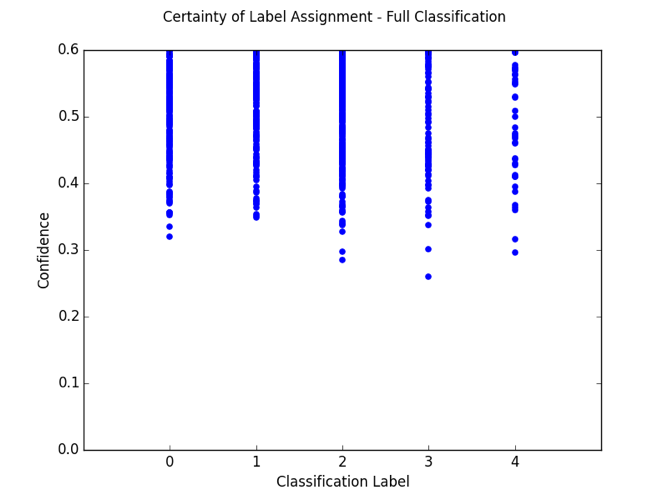 Certainty of Label Assignment - Full Classification
0.6
0.5
0.4
0.3
0.2
0.1
0.0
Confidence
0 1 2 3 4
Classification Label